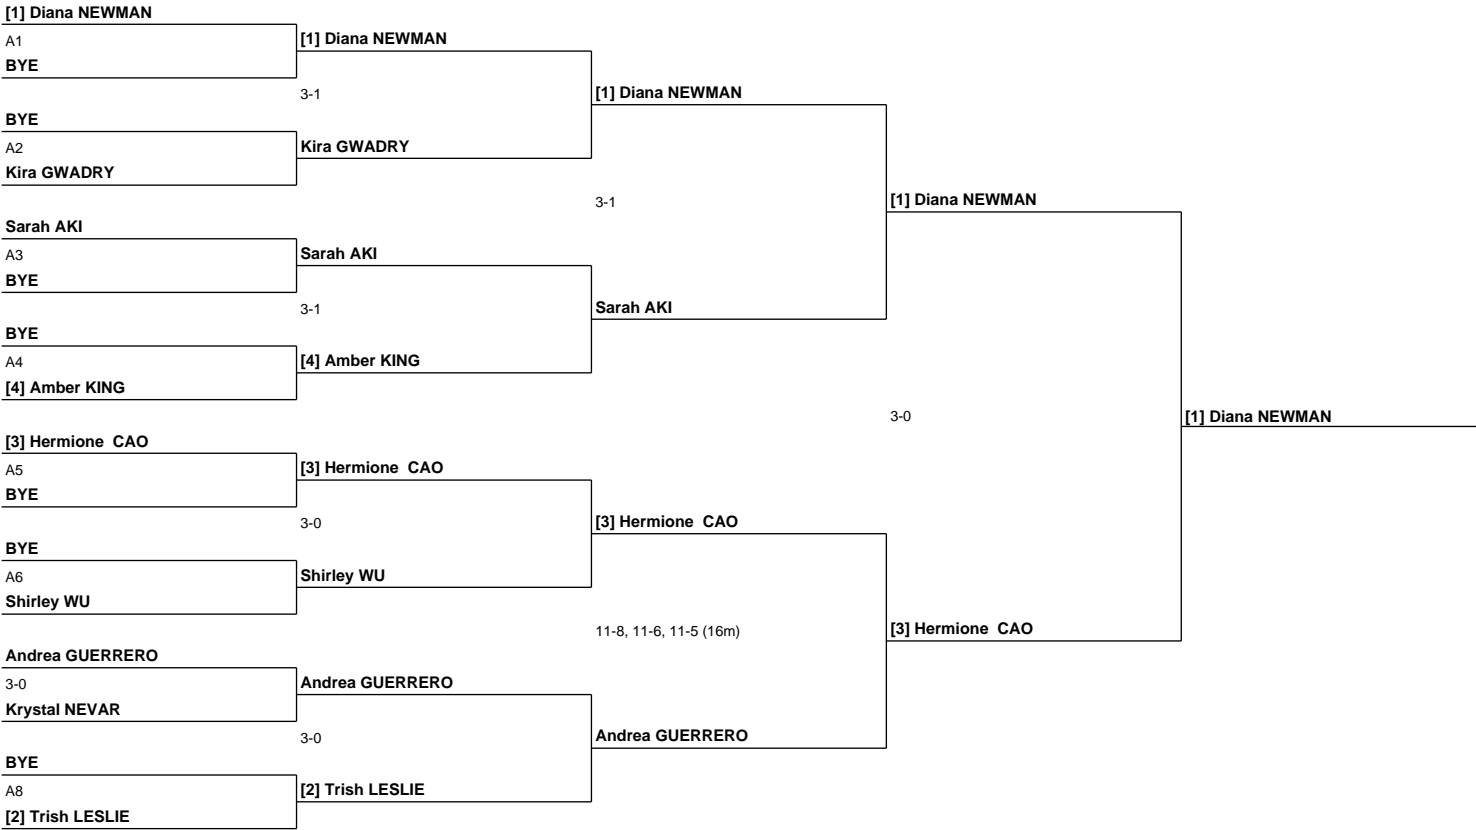 [1] Diana NEWMAN
A1
BYE
BYE
A2
Kira GWADRY
Sarah AKI
A3
BYE
BYE
A4
[4] Amber KING
[3] Hermione  CAO
A5
BYE
BYE
A6
Shirley WU
Andrea GUERRERO
3-0
Krystal NEVAR
BYE
A8
[2] Trish LESLIE
[1] Diana NEWMAN
3-1
Kira GWADRY
Sarah AKI
3-1
[4] Amber KING
[3] Hermione  CAO
3-0
Shirley WU
Andrea GUERRERO
3-0
[2] Trish LESLIE
[1] Diana NEWMAN
3-1
Sarah AKI
[3] Hermione  CAO
11-8, 11-6, 11-5 (16m)
Andrea GUERRERO
[1] Diana NEWMAN
3-0
[3] Hermione  CAO
[1] Diana NEWMAN